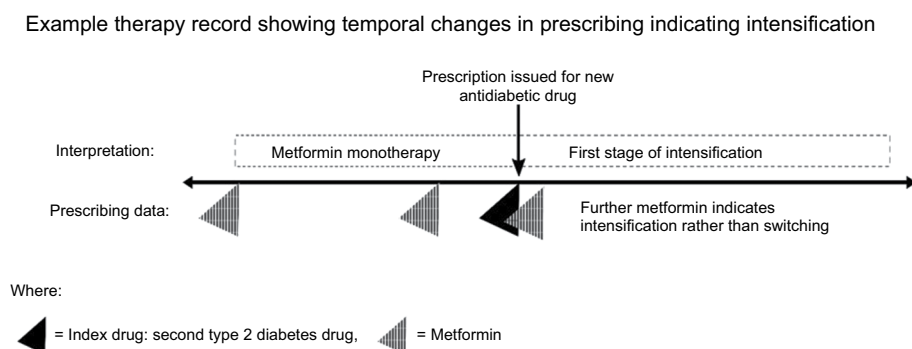 Example therapy record showing temporal changes in prescribing indicating intensification
Prescription issued for new
antidiabetic drug
Interpretation:
Metformin monotherapy
First stage of intensification
Prescribing data:
Further metformin indicates
intensification rather than switching
Where:
= Index drug: second type 2 diabetes drug,
= Metformin